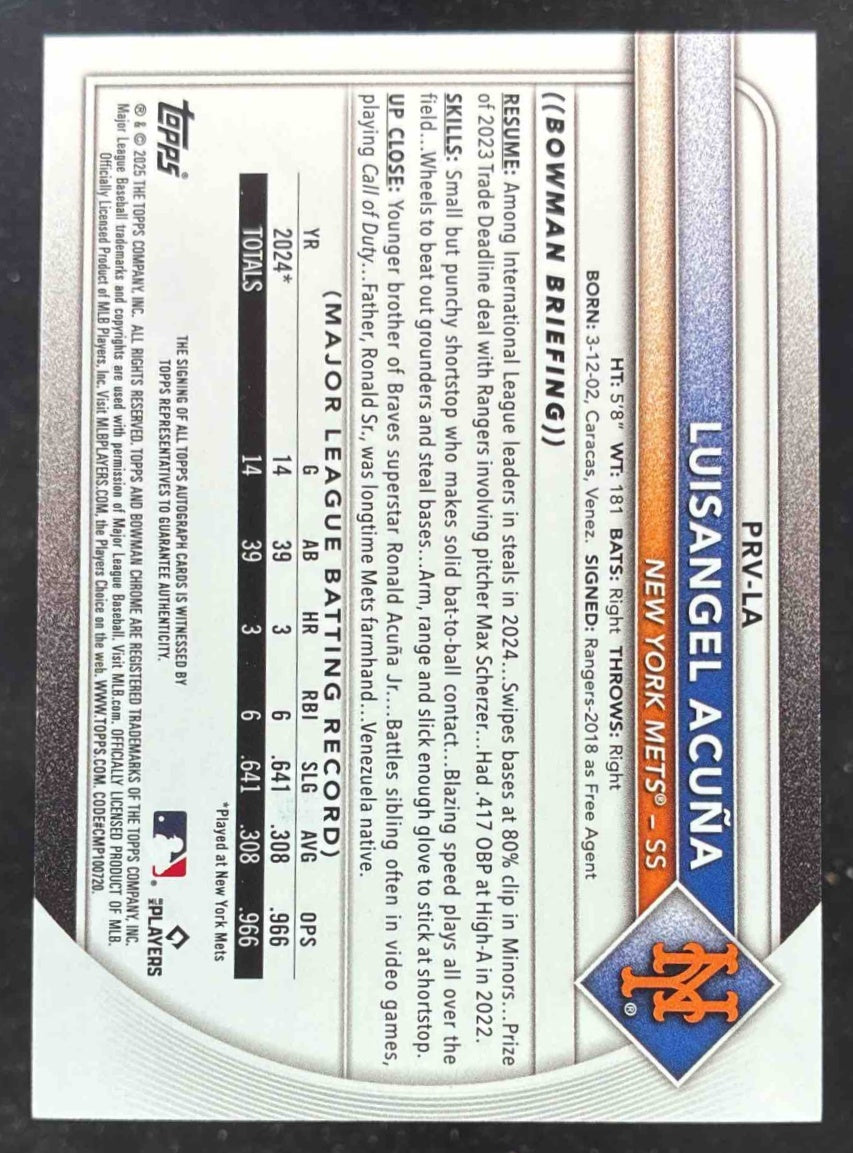 PRV-LA
LUISANGEL ACUÑA
NEW YORK METS® – SS
HT: 5'8" WT: 181 BATS: Right THROWS: Right
BORN: 3-12-02, Caracas, Venez. SIGNED: Rangers-2018 as Free Agent
((BOWMAN BRIEFING))
RESUME: Among International League leaders in steals in 2024...Swipes bases at 80% clip in Minors...Prize
of 2023 Trade Deadline deal with Rangers involving pitcher Max Scherzer...Had .417 OBP at High-A in 2022.
SKILLS: Small but punchy shortstop who makes solid bat-to-ball contact...Blazing speed plays all over the
field...Wheels to beat out grounders and steal bases...Arm, range and slick enough glove to stick at shortstop.
UP CLOSE: Younger brother of Braves superstar Ronald Acuña Jr....Battles sibling often in video games,
playing Call of Duty...Father, Ronald Sr., was longtime Mets farmhand...Venezuela native.
(MAJOR LEAGUE BATTING RECORD)
YR G AB HR RBI SLG AVG OPS
2024* 14 39 3 6 .641 .308 .966
TOTALS 14 39 3 6 .641 .308 .966
*Played at New York Mets
THE SIGNING OF ALL TOPPS AUTOGRAPH CARDS IS WITNESSED BY
TOPPS REPRESENTATIVES TO GUARANTEE AUTHENTICITY.
topps®
MLB PLAYERS
® & © 2025 THE TOPPS COMPANY, INC. ALL RIGHTS RESERVED. TOPPS AND BOWMAN CHROME ARE REGISTERED TRADEMARKS OF THE TOPPS COMPANY, INC.
Major League Baseball trademarks and copyrights are used with permission of Major League Baseball. Visit MLB.com. OFFICIALLY LICENSED PRODUCT OF MLB.
Officially Licensed Product of MLB Players, Inc. Visit MLBPLAYERS.COM, the Players Choice on the web. WWW.TOPPS.COM. CODE#CMP100720.
NY®